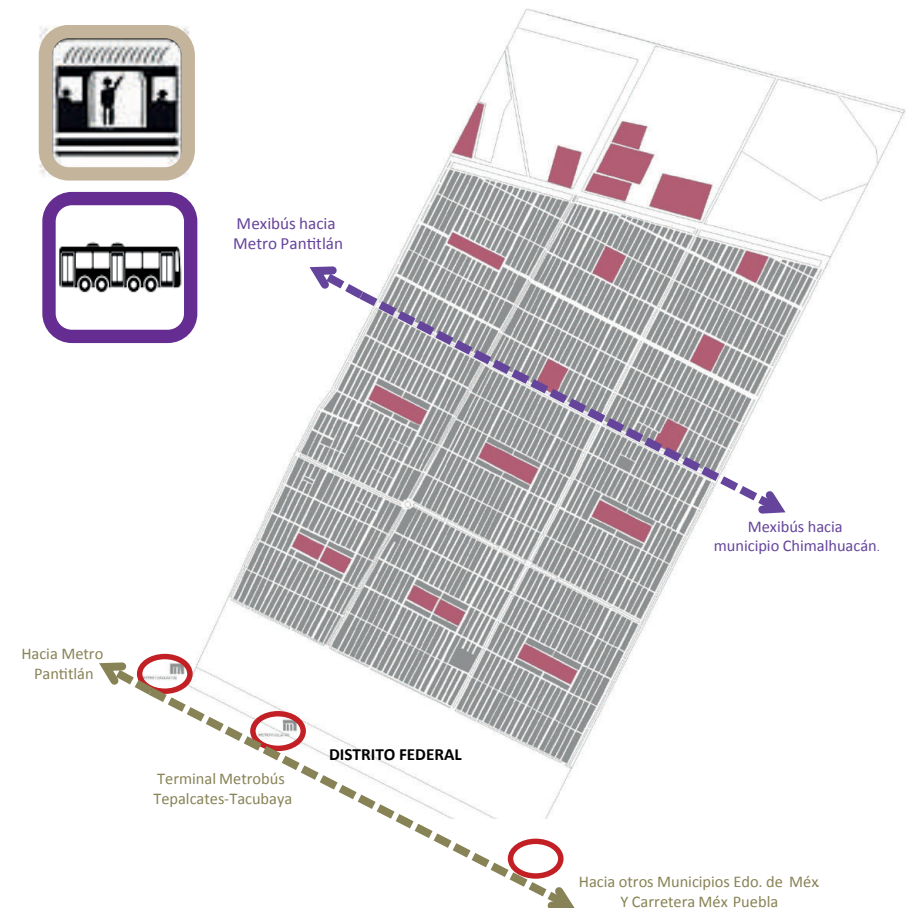 Mexibús hacia
Metro Pantitlán
Mexibús hacia
municipio Chimalhuacán.
Hacia Metro
Pantitlán
DISTRITO FEDERAL
Terminal Metrobús
Tepalcates-Tacubaya
Hacia otros Municipios Edo. de Méx
Y Carretera Méx Puebla